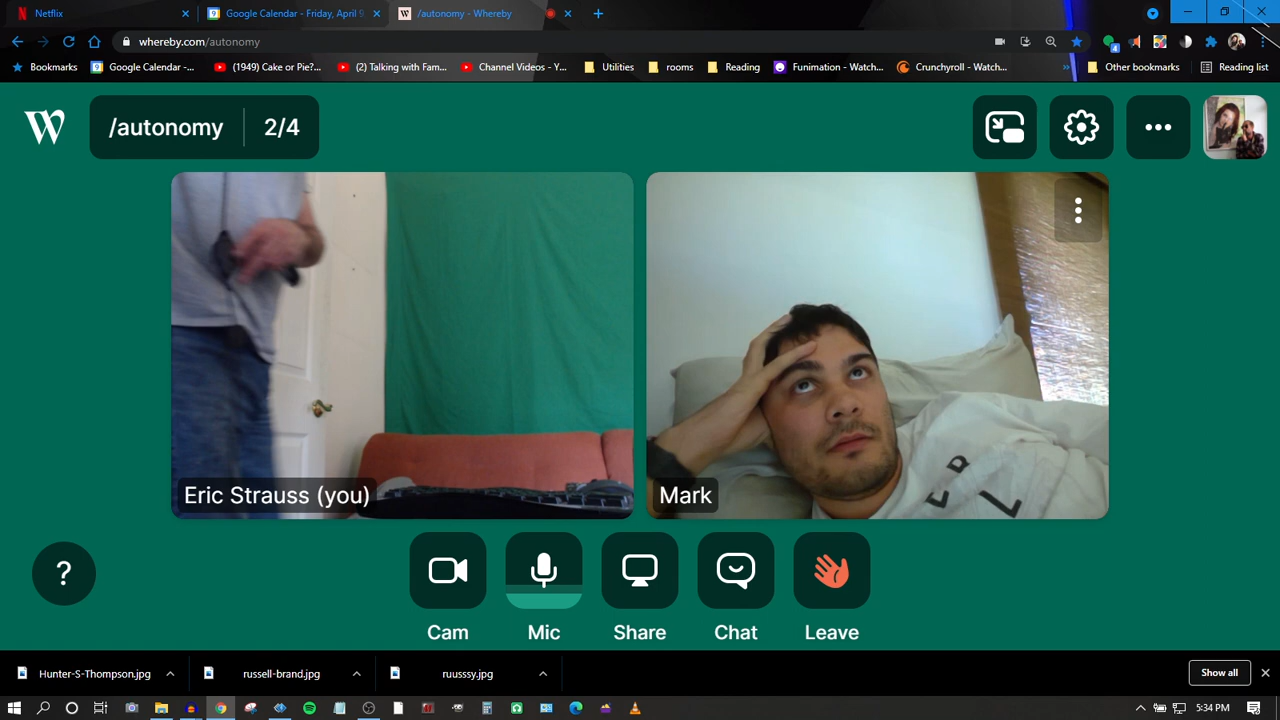 Netflix
Google Calendar - Friday, April 9
/autonomy - Whereby
whereby.com/autonomy
4
Bookmarks
Google Calendar -...
(1949) Cake or Pie?...
(2) Talking with Fam...
Channel Videos - Y...
Utilities
rooms
Reading
Funimation - Watch...
Crunchyroll - Watch...
»
Other bookmarks
Reading list
/autonomy
2/4
Eric Strauss (you)
Mark
?
Cam
Mic
Share
Chat
Leave
Hunter-S-Thompson.jpg
russell-brand.jpg
ruusssy.jpg
Show all
5:34 PM